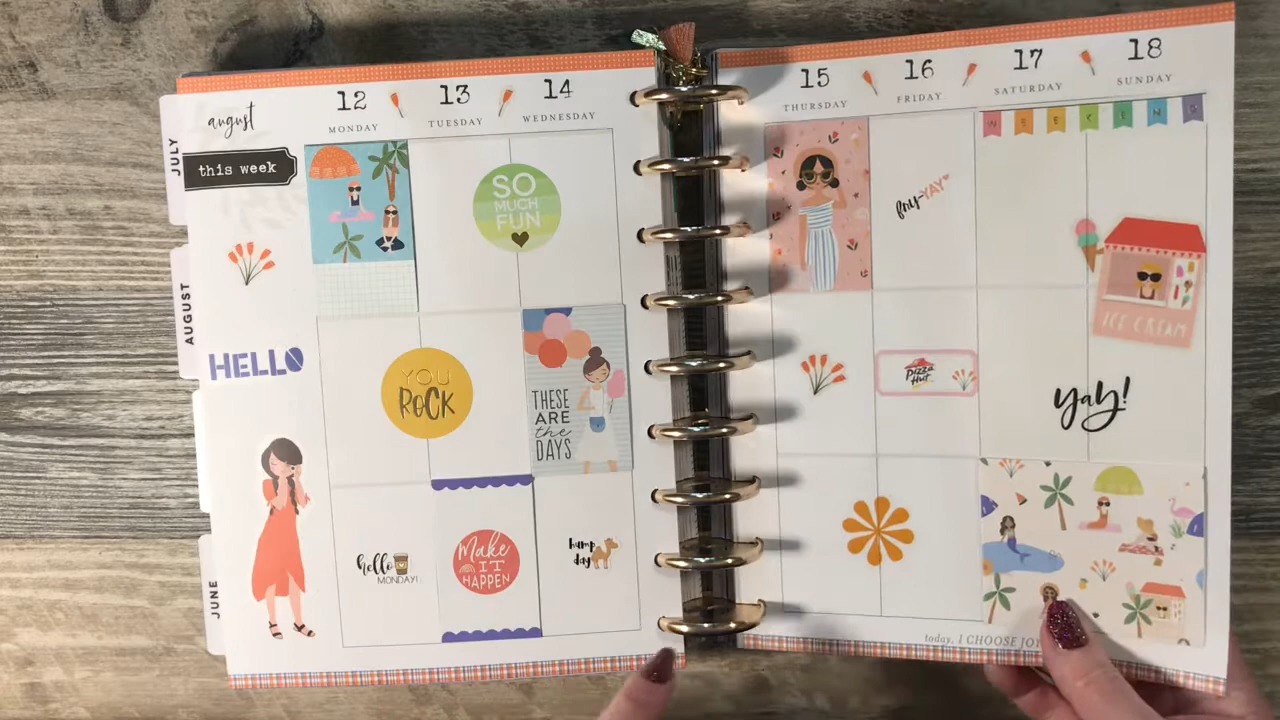 JULY
AUGUST
JUNE
august
this week
HELLO
12
MONDAY
13
TUESDAY
14
WEDNESDAY
SO
MUCH
FUN
YOU
ROCK
THESE
ARE
the
DAYS
hello
MONDAY!
Make
IT
HAPPEN
hump
day
15
THURSDAY
16
FRIDAY
17
SATURDAY
18
SUNDAY
WEEKEND
friYAY
Pizza
Hut
ICE CREAM
yay!
today, I CHOOSE JOY